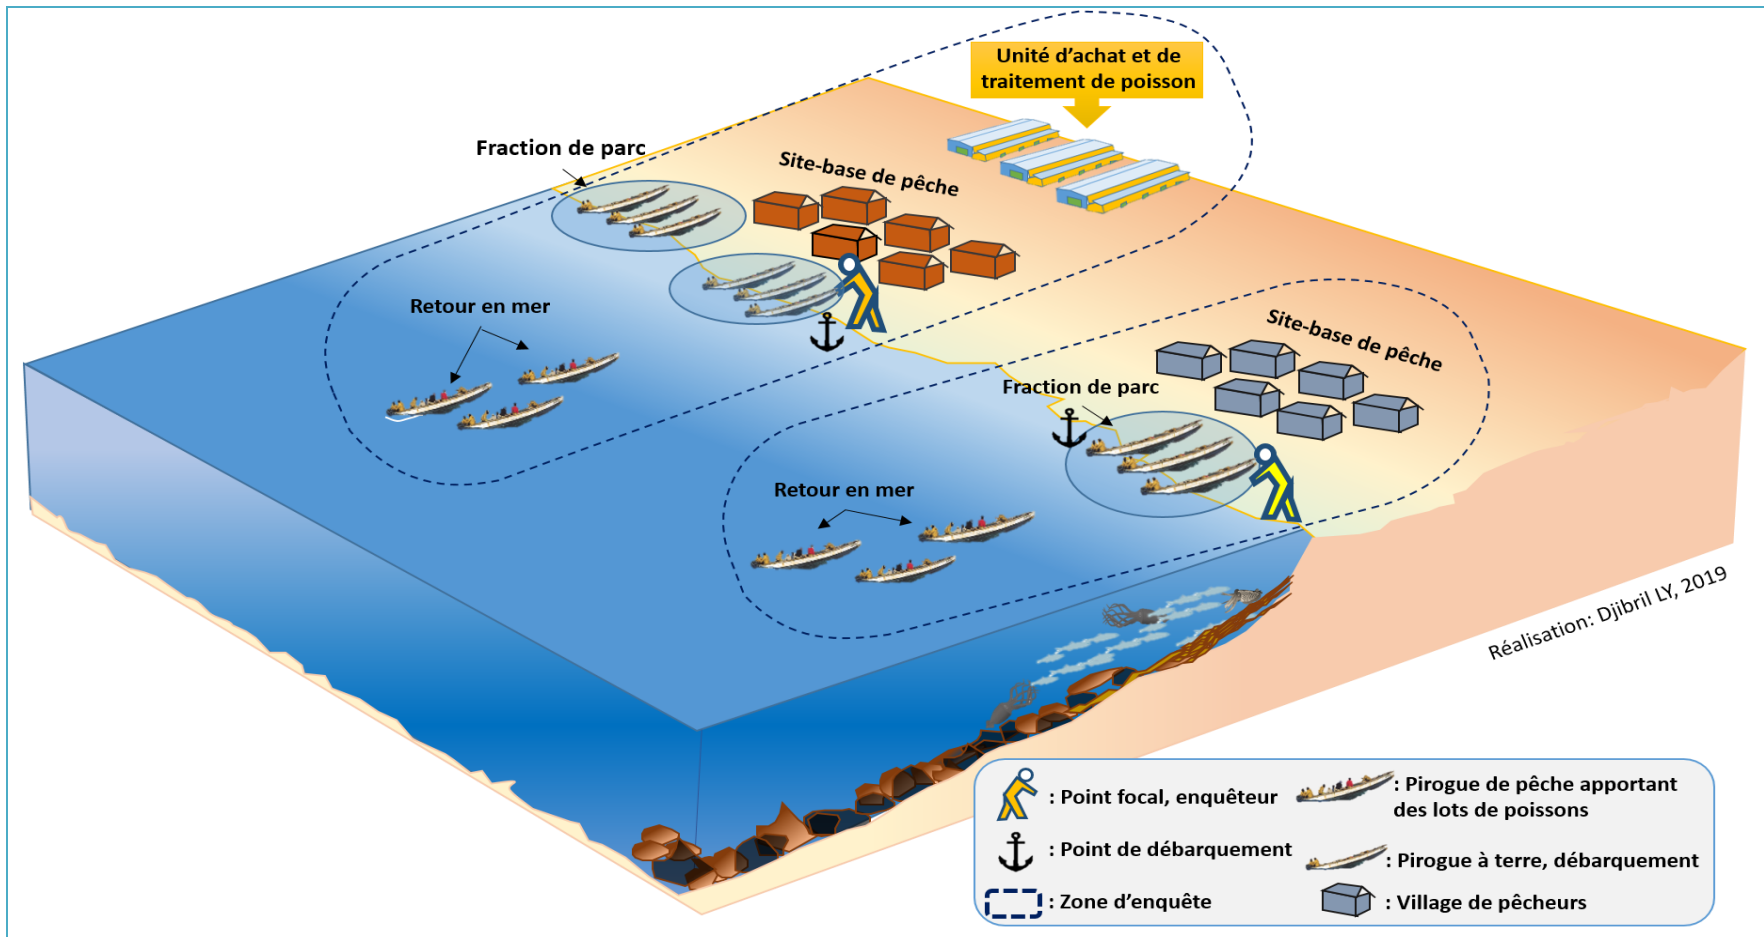 Unité d'achat et de
traitement de poisson
Fraction de parc
Site-base de pêche
Retour en mer
Site-base de pêche
Fraction de parc
Retour en mer
Réalisation: Djibril LY, 2019
: Point focal, enquêteur
: Pirogue de pêche apportant
des lots de poissons
: Point de débarquement
: Pirogue à terre, débarquement
: Zone d'enquête
: Village de pêcheurs